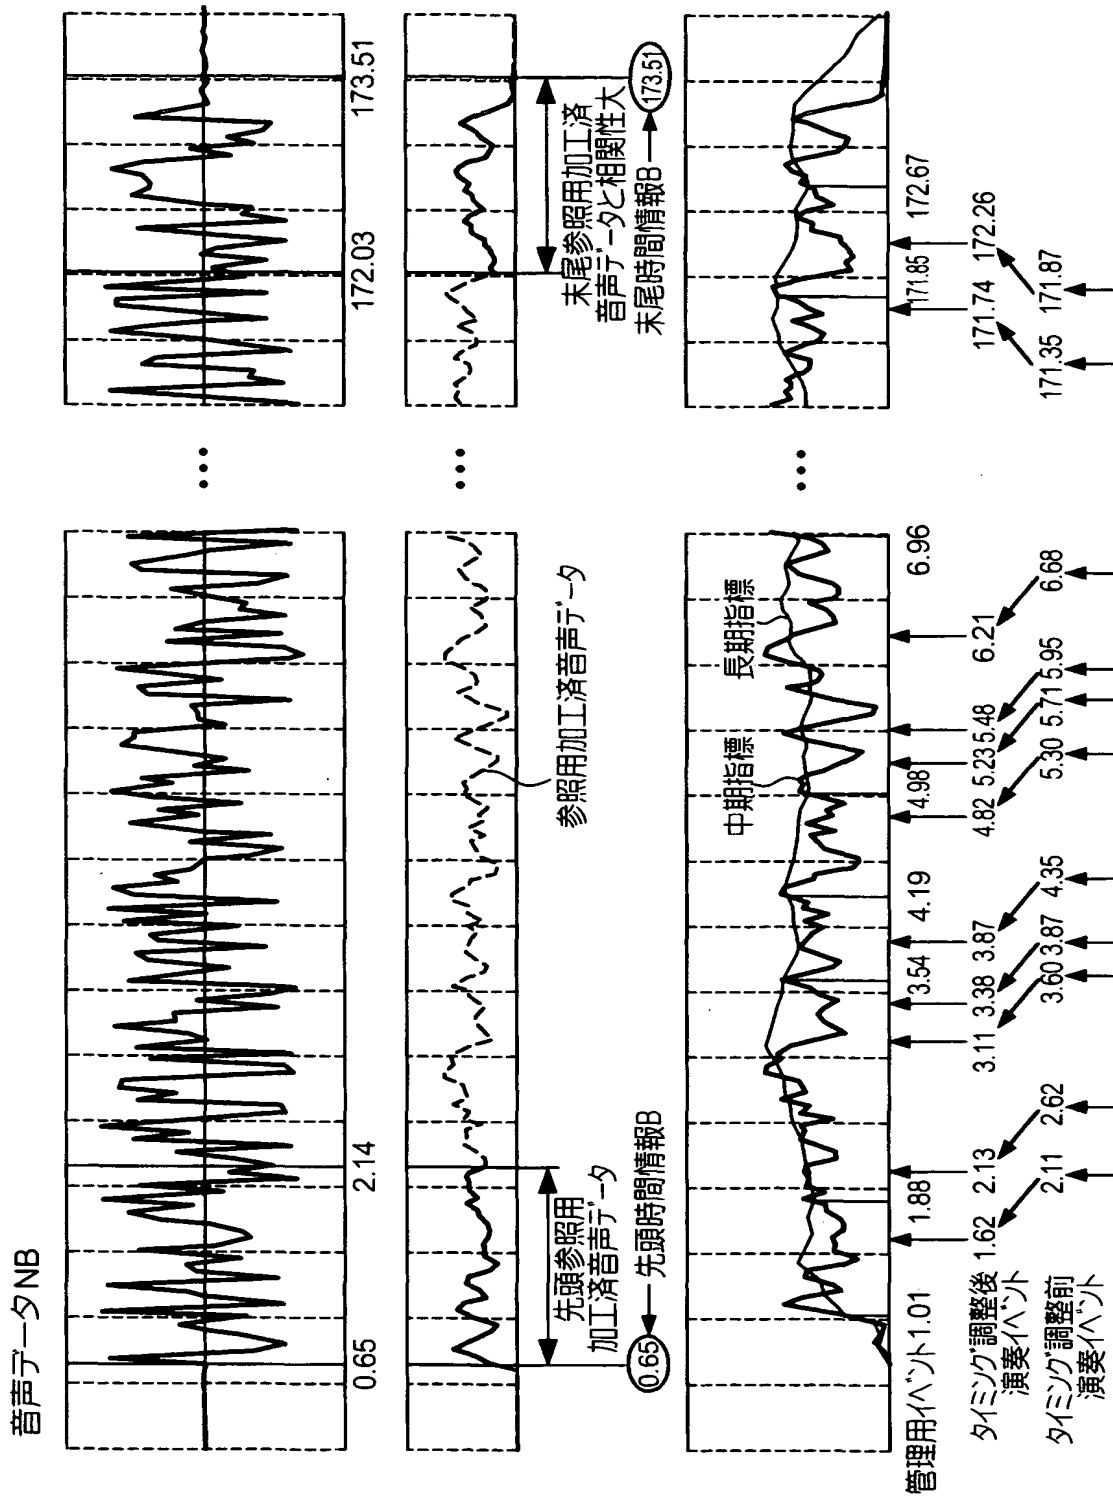 音声データNB
0.65
2.14
172.03
173.51
...
参照用加工済音声データ
先頭参照用
加工済音声データ
0.65
先頭時間情報B
...
末尾参照用加工済
音声データと相関性大
末尾時間情報B
173.51
中期指標
長期指標
...
管理用イベント 1.01 1.88 3.54 4.19 4.98 6.96 171.85 172.67
タイミング調整後
演奏イベント
1.62 2.13 3.11 3.38 3.87 4.82 5.23 5.48 6.21 171.74 172.26
タイミング調整前
演奏イベント
2.11 2.62 3.60 3.87 4.35 5.30 5.71 5.95 6.68 171.35 171.87